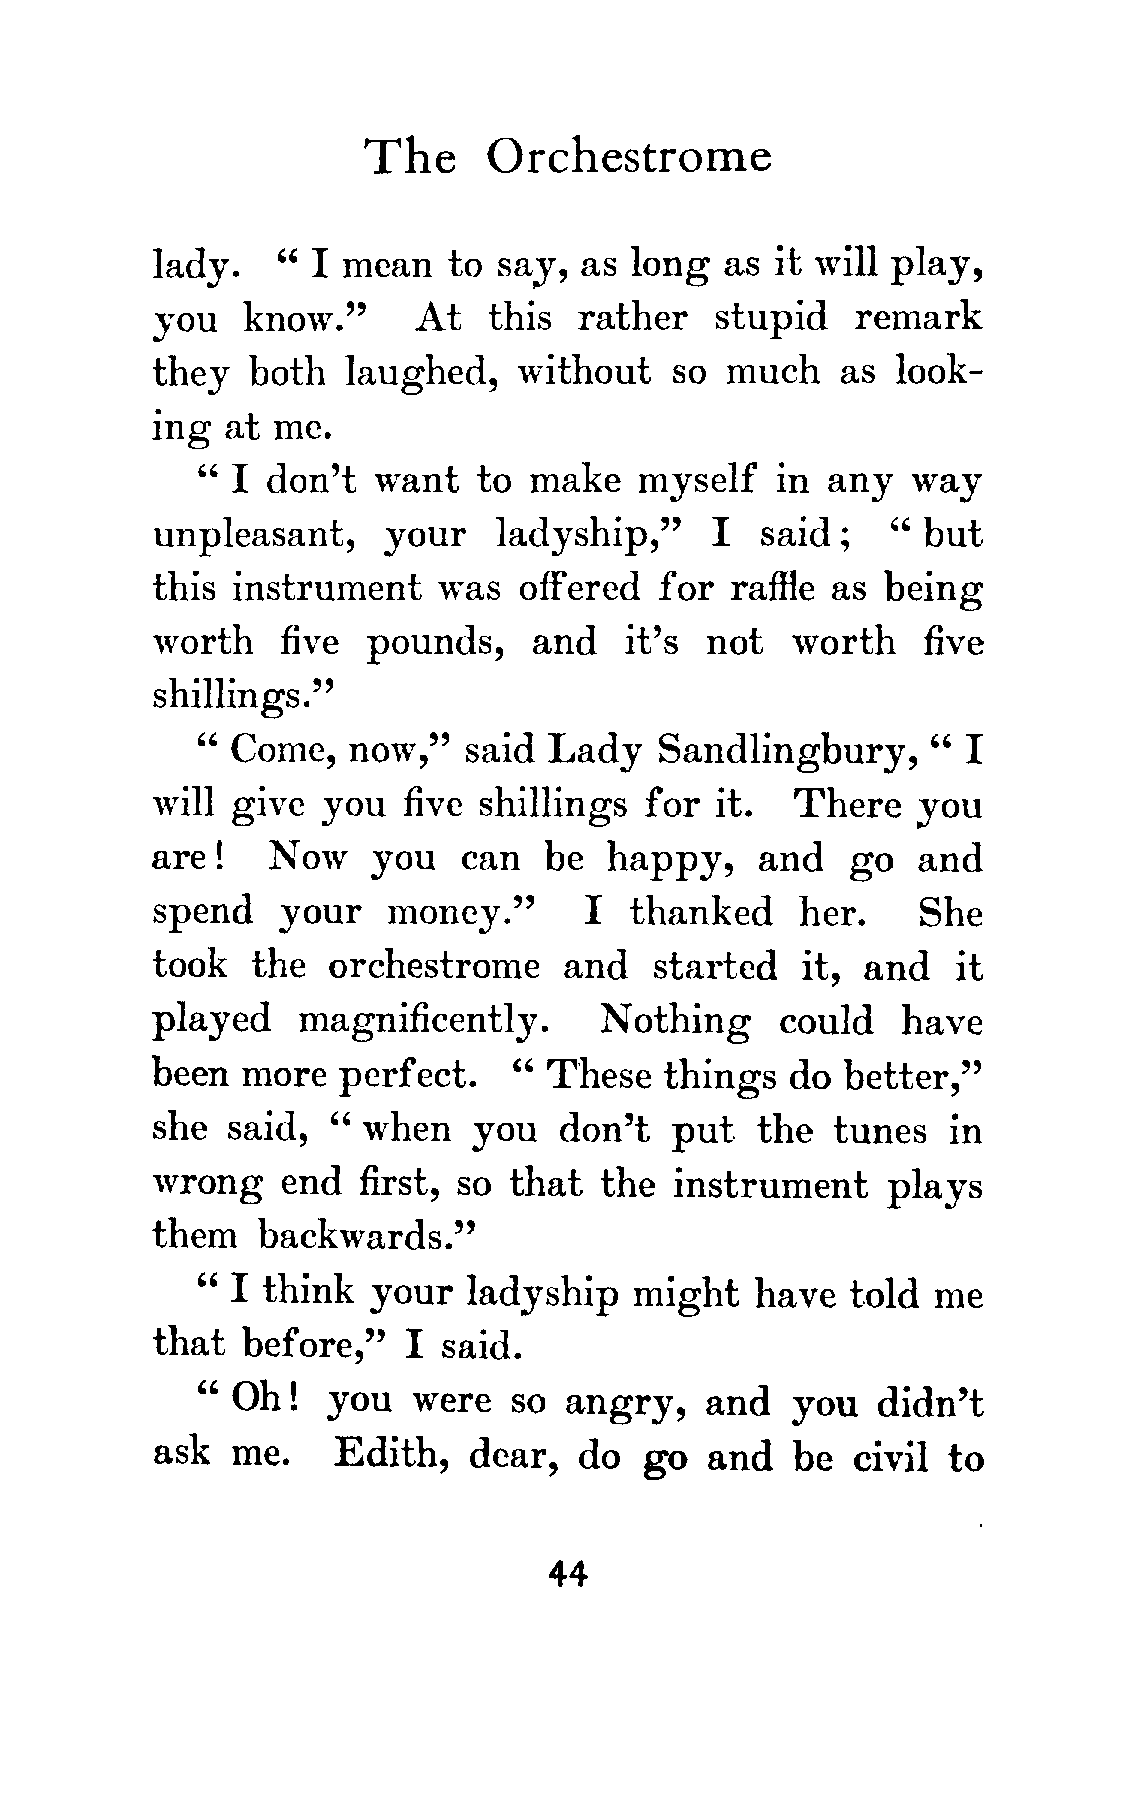 The Orchestrome
lady. “ I mean to say, as long as it will play,
you know.” At this rather stupid remark
they both laughed, without so much as look-
ing at me.
“ I don’t want to make myself in any way
unpleasant, your ladyship,” I said ; “ but
this instrument was offered for raffle as being
worth five pounds, and it’s not worth five
shillings.”
“ Come, now,” said Lady Sandlingbury, “ I
will give you five shillings for it. There you
are ! Now you can be happy, and go and
spend your money.” I thanked her. She
took the orchestrome and started it, and it
played magnificently. Nothing could have
been more perfect. “ These things do better,”
she said, “ when you don’t put the tunes in
wrong end first, so that the instrument plays
them backwards.”
“ I think your ladyship might have told me
that before,” I said.
“ Oh ! you were so angry, and you didn’t
ask me. Edith, dear, do go and be civil to
44